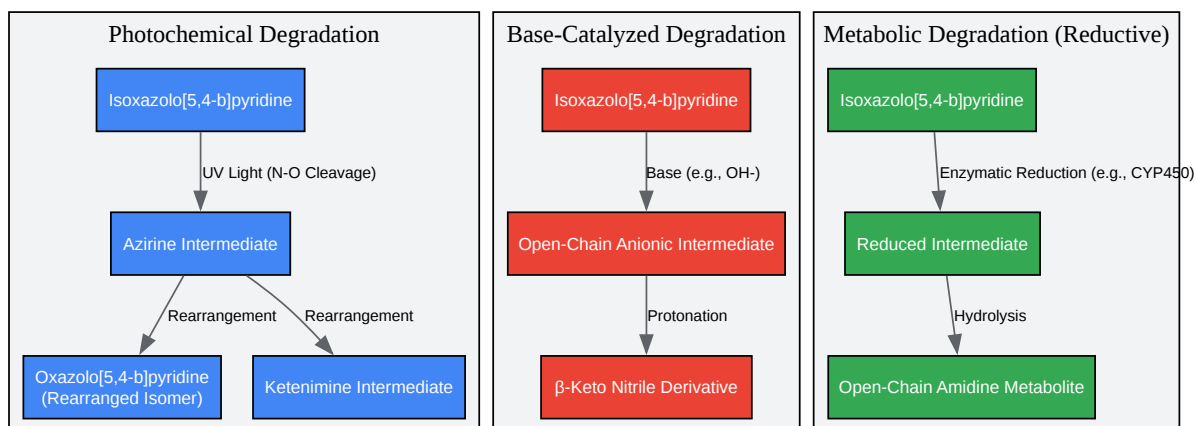 Photochemical Degradation
Isoxazolo[5,4-b]pyridine
UV Light (N-O Cleavage)
Azirine Intermediate
Rearrangement
Rearrangement
Oxazolo[5,4-b]pyridine
(Rearranged Isomer)
Ketenimine Intermediate
Base-Catalyzed Degradation
Isoxazolo[5,4-b]pyridine
Base (e.g., OH-)
Open-Chain Anionic Intermediate
Protonation
β-Keto Nitrile Derivative
Metabolic Degradation (Reductive)
Isoxazolo[5,4-b]pyridine
Enzymatic Reduction (e.g., CYP450)
Reduced Intermediate
Hydrolysis
Open-Chain Amidine Metabolite